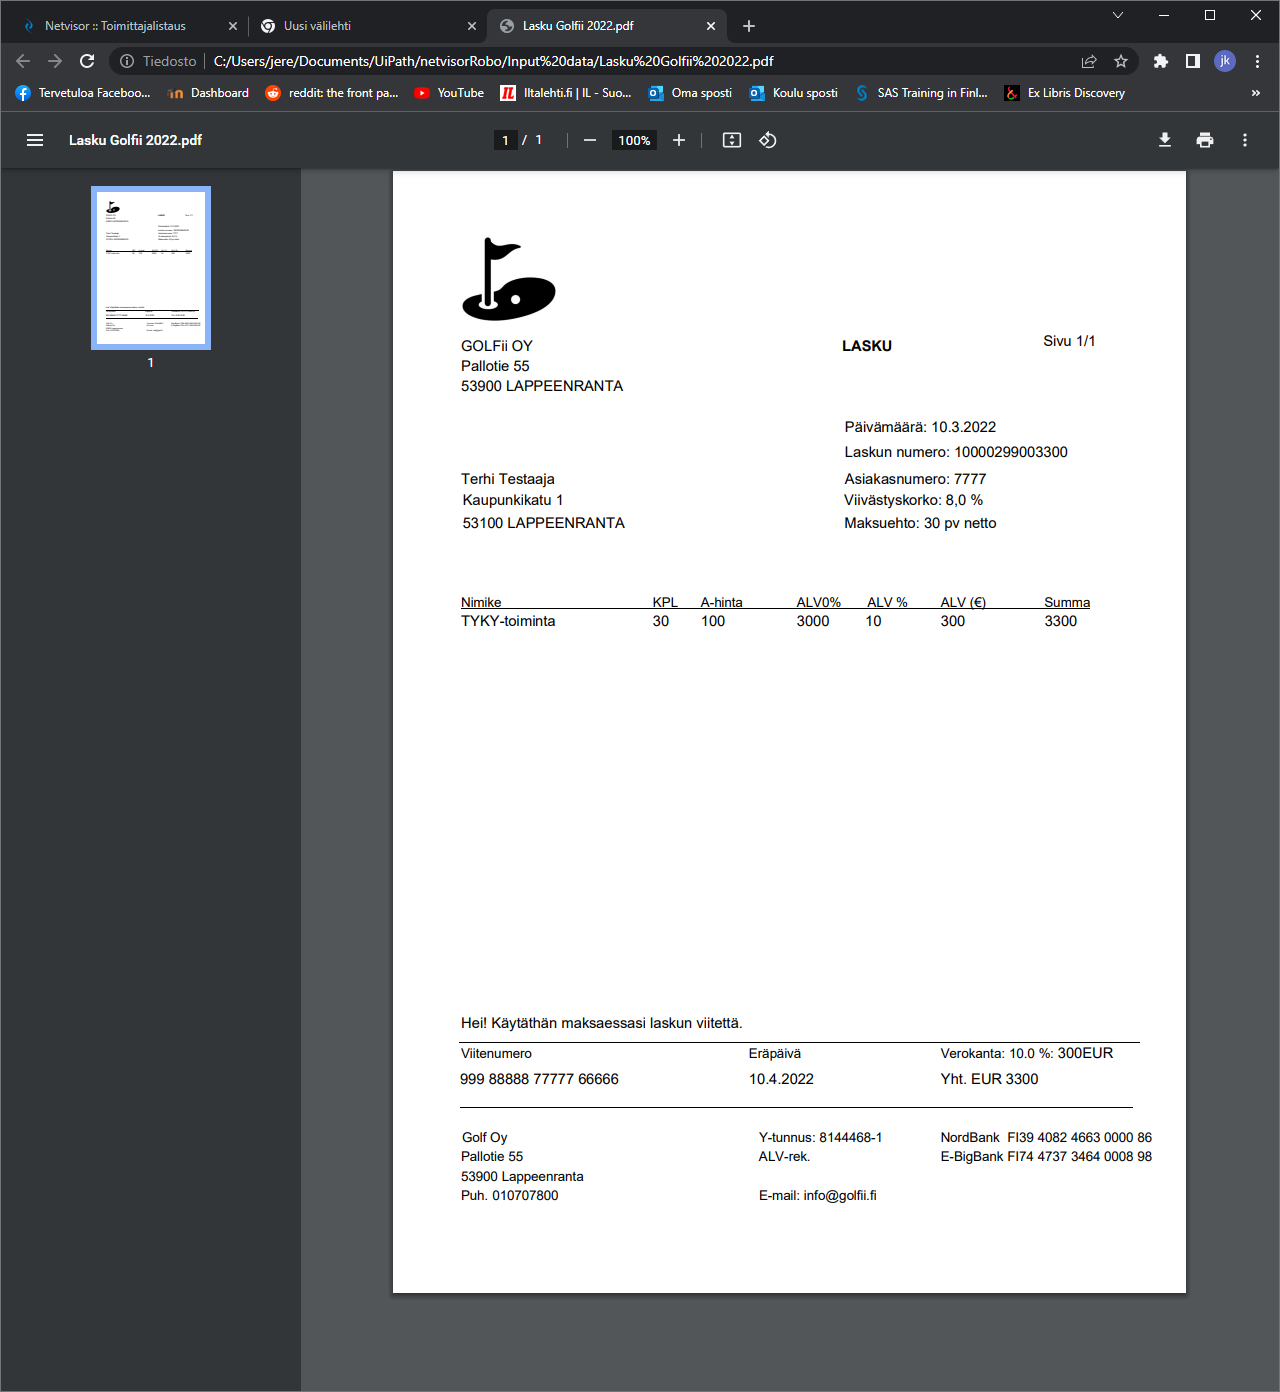 Netvisor :: Toimittajalistaus
Uusi välilehti
Lasku Golfii 2022.pdf
Tiedosto
C:/Users/jere/Documents/UiPath/netvisorRobo/Input%20data/Lasku%20Golfii%202022.pdf
jk
Tervetuloa Faceboo...
Dashboard
reddit: the front pa...
YouTube
Iltalehti.fi | IL - Suo...
Oma sposti
Koulu sposti
SAS Training in Finl...
Ex Libris Discovery
»
Lasku Golfii 2022.pdf
1 / 1
100%
1
GOLFii OY
LASKU
Sivu 1/1
Pallotie 55
53900 LAPPEENRANTA
Päivämäärä: 10.3.2022
Laskun numero: 10000299003300
Terhi Testaaja
Asiakasnumero: 7777
Kaupunkikatu 1
Viivästyskorko: 8,0 %
53100 LAPPEENRANTA
Maksuehto: 30 pv netto
Nimike KPL A-hinta ALV0% ALV % ALV (€) Summa
TYKY-toiminta 30 100 3000 10 300 3300
Hei! Käytäthän maksaessasi laskun viitettä.
Viitenumero Eräpäivä Verokanta: 10.0 %: 300EUR
999 88888 77777 66666 10.4.2022 Yht. EUR 3300
Golf Oy Y-tunnus: 8144468-1 NordBank FI39 4082 4663 0000 86
Pallotie 55 ALV-rek. E-BigBank FI74 4737 3464 0008 98
53900 Lappeenranta
Puh. 010707800 E-mail: info@golfii.fi